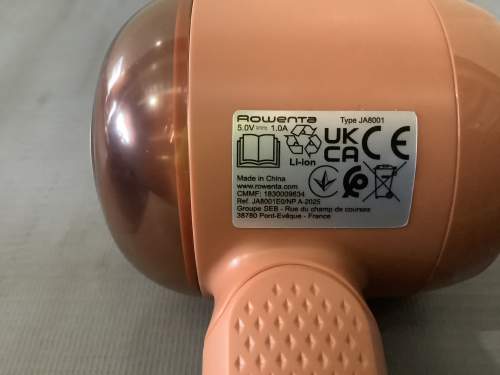 Rowenta Type JA8001
5.0V 1.0A
Li-Ion
UK
CA
CE
Made in China
www.rowenta.com
CMMF: 1830009634
Ref. JA8001E0/NP A-2025
Groupe SEB - Rue du champ de courses
38780 Pont-Evêque - France